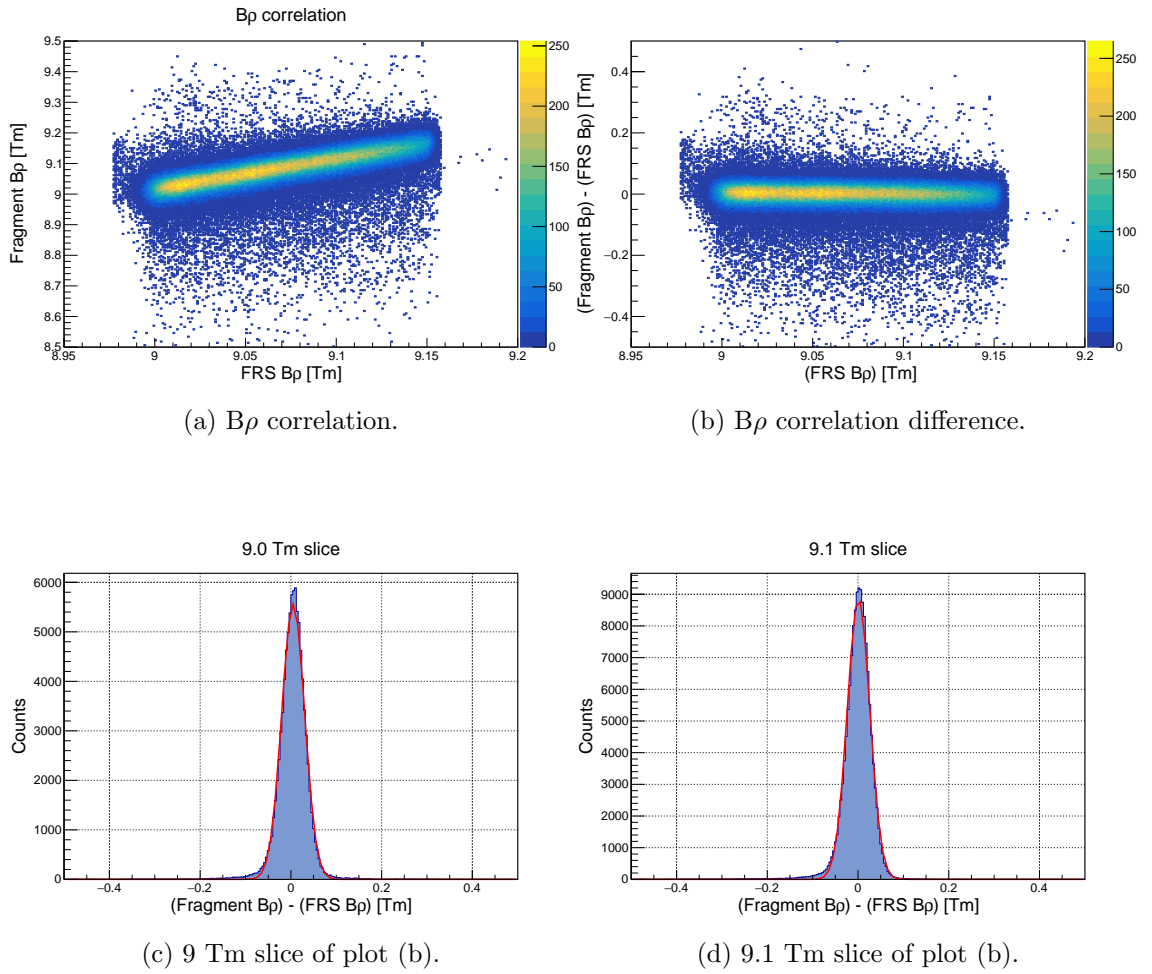 Bρ correlation
9.5
9.4
9.3
9.2
9.1
9
8.9
8.8
8.7
8.6
8.5
Fragment Bρ [Tm]
8.95 9 9.05 9.1 9.15 9.2
FRS Bρ [Tm]
250
200
150
100
50
0
(a) Bρ correlation.
0.4
0.2
0
−0.2
−0.4
(Fragment Bρ) - (FRS Bρ) [Tm]
8.95 9 9.05 9.1 9.15 9.2
(FRS Bρ) [Tm]
250
200
150
100
50
0
(b) Bρ correlation difference.
9.0 Tm slice
6000
5000
4000
3000
2000
1000
0
Counts
−0.4 −0.2 0 0.2 0.4
(Fragment Bρ) - (FRS Bρ) [Tm]
(c) 9 Tm slice of plot (b).
9.1 Tm slice
9000
8000
7000
6000
5000
4000
3000
2000
1000
0
Counts
−0.4 −0.2 0 0.2 0.4
(Fragment Bρ) - (FRS Bρ) [Tm]
(d) 9.1 Tm slice of plot (b).